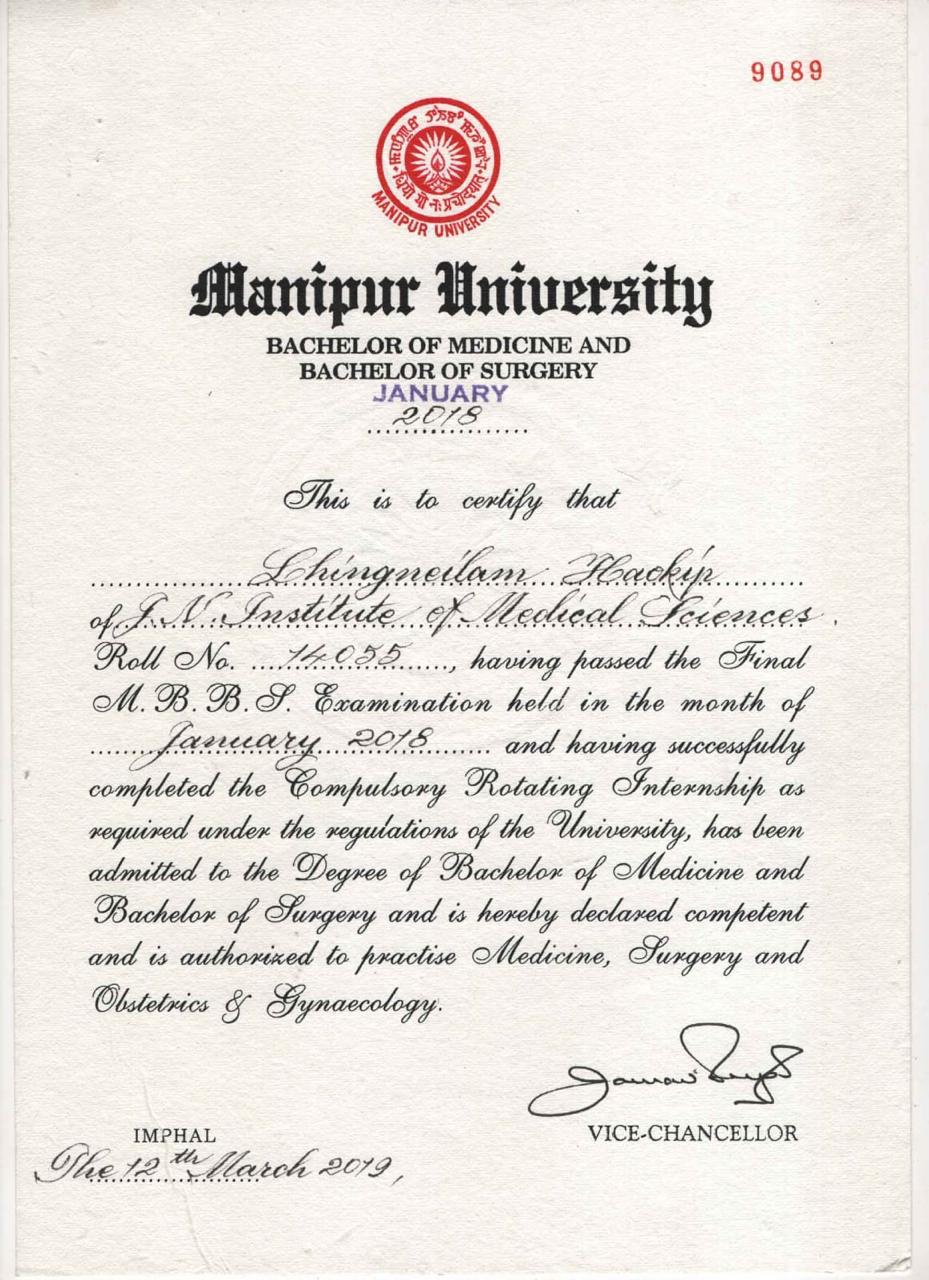 9089
MANIPUR UNIVERSITY
Manipur University
BACHELOR OF MEDICINE AND
BACHELOR OF SURGERY
JANUARY
2018
This is to certify that
Lhingneilam Haokip
of J.N. Institute of Medical Sciences.
Roll No. 14055, having passed the Final
M. B. B. S. Examination held in the month of
January 2018 and having successfully
completed the Compulsory Rotating Internship as
required under the regulations of the University, has been
admitted to the Degree of Bachelor of Medicine and
Bachelor of Surgery and is hereby declared competent
and is authorized to practise Medicine, Surgery and
Obstetrics & Gynaecology.
VICE-CHANCELLOR
IMPHAL
The 12th March 2019,